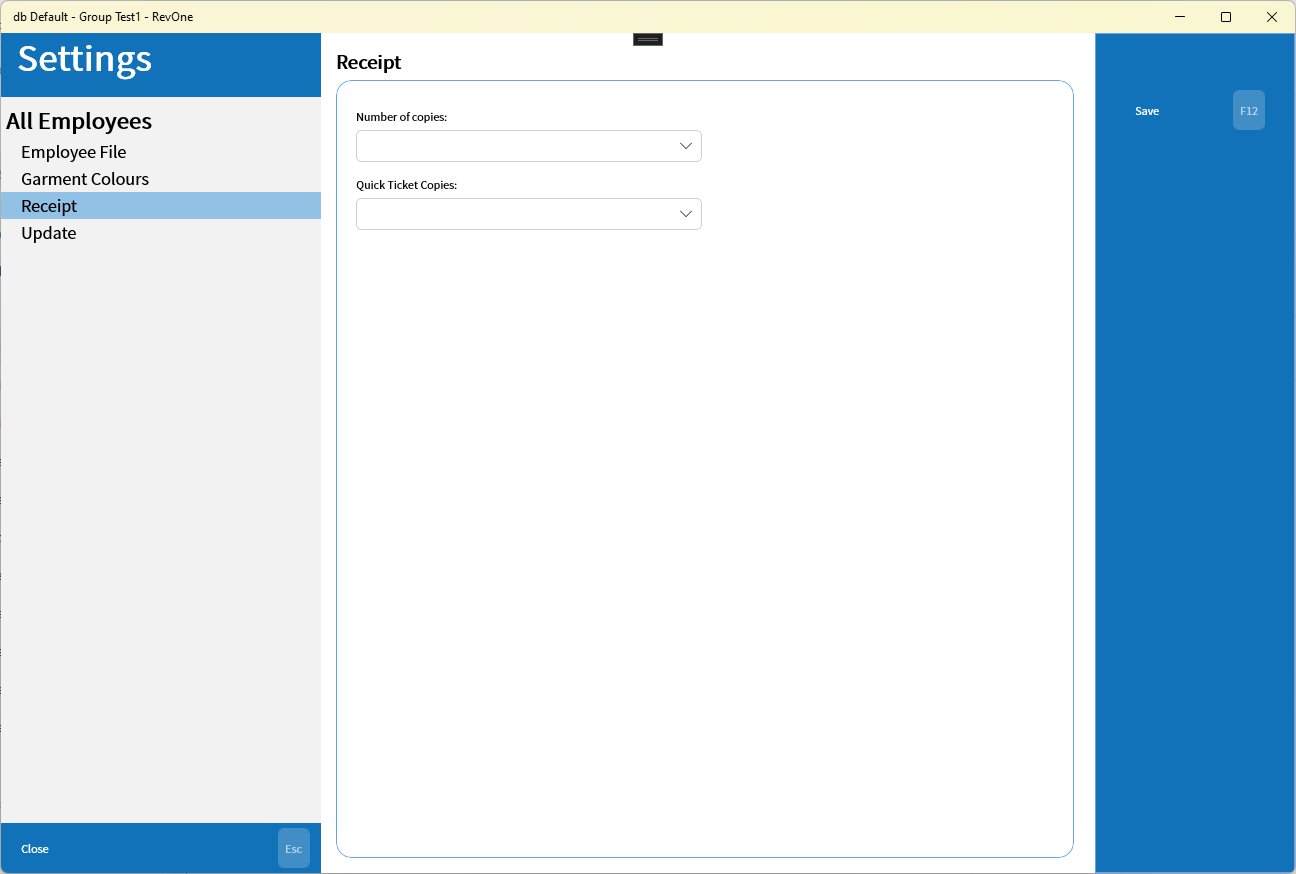 db Default - Group Test1 - RevOne
Settings
All Employees
Employee File
Garment Colours
Receipt
Update
Close
Esc
Receipt
Number of copies:
Quick Ticket Copies:
Save
F12